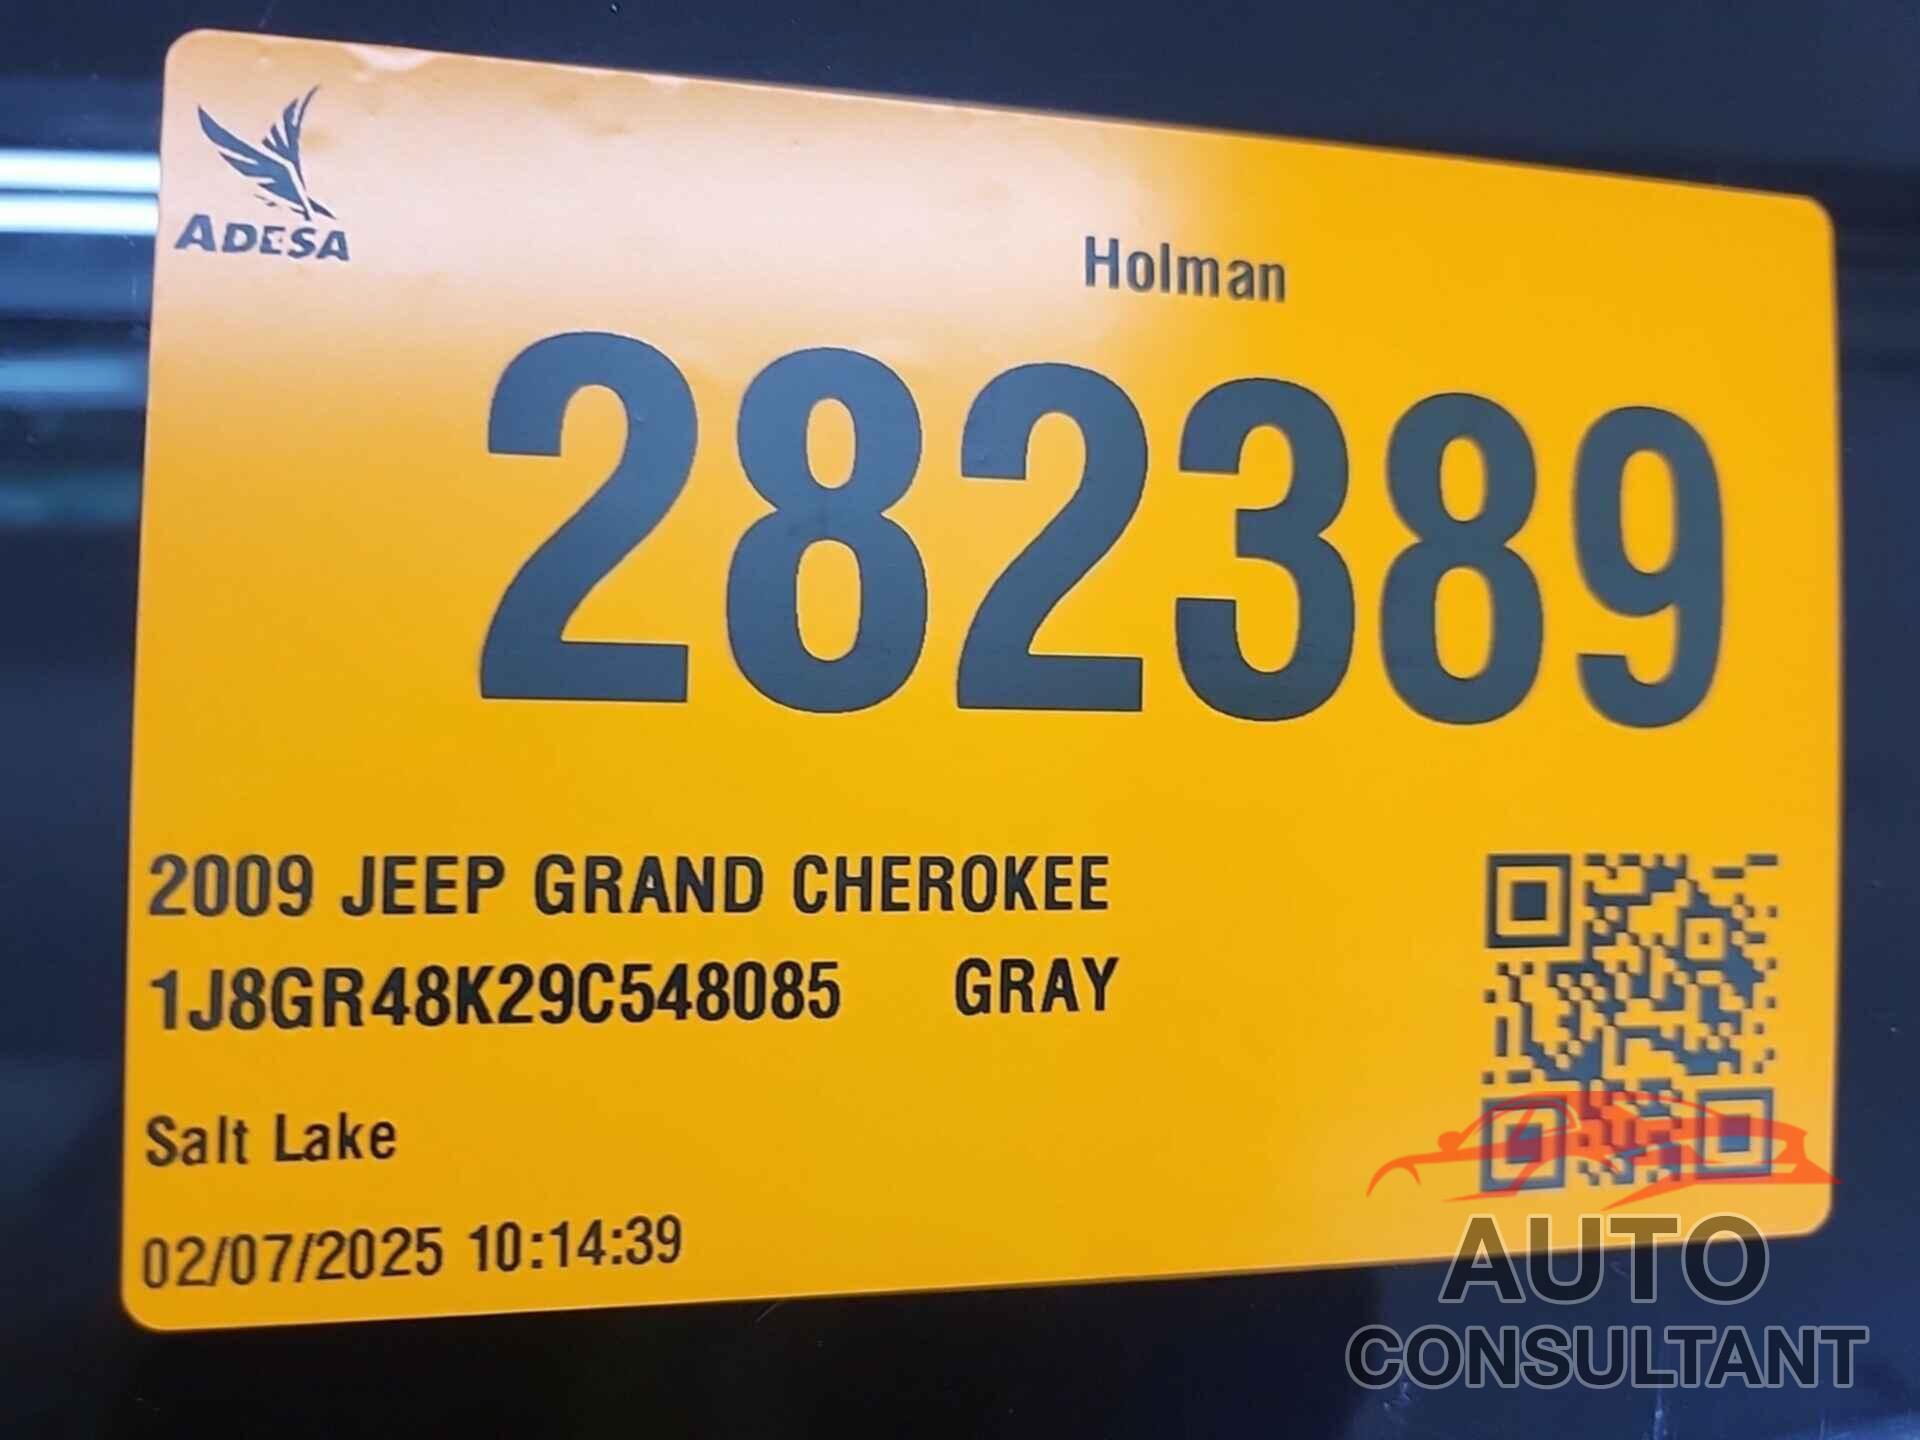 ADESA
Holman
282389
2009 JEEP GRAND CHEROKEE
1J8GR48K29C548085 GRAY
Salt Lake
02/07/2025 10:14:39
AUTO
CONSULTANT